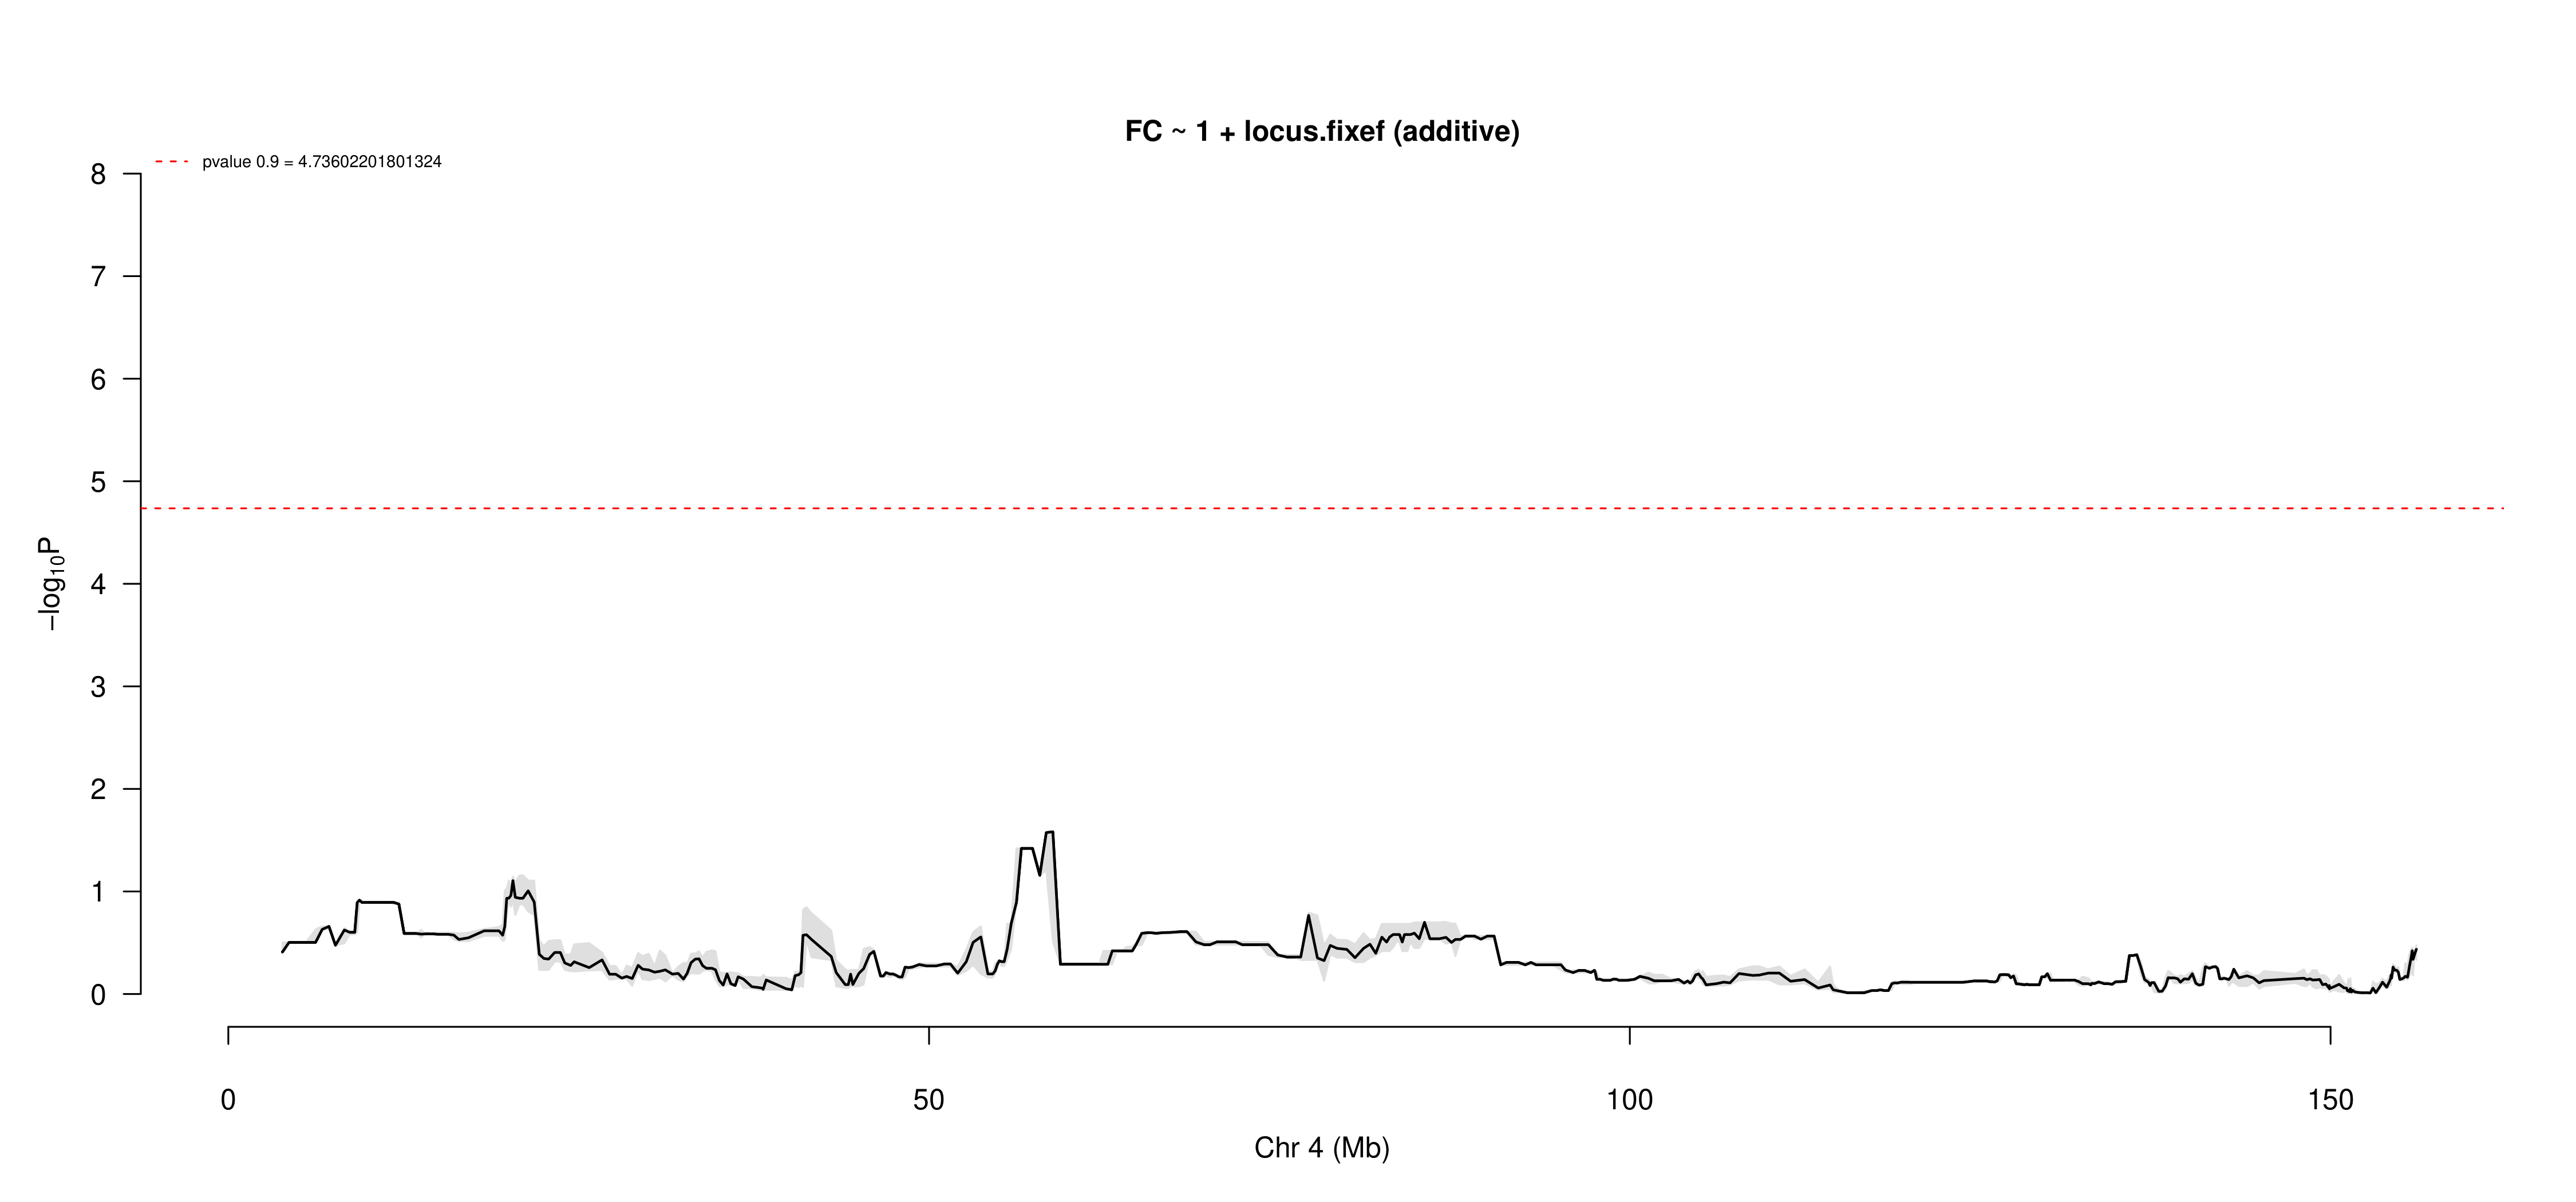 FC ~ 1 + locus.fixef (additive)
pvalue 0.9 = 4.73602201801324
8
7
6
5
4
3
2
1
0
−log10P
0 50 100 150
Chr 4 (Mb)